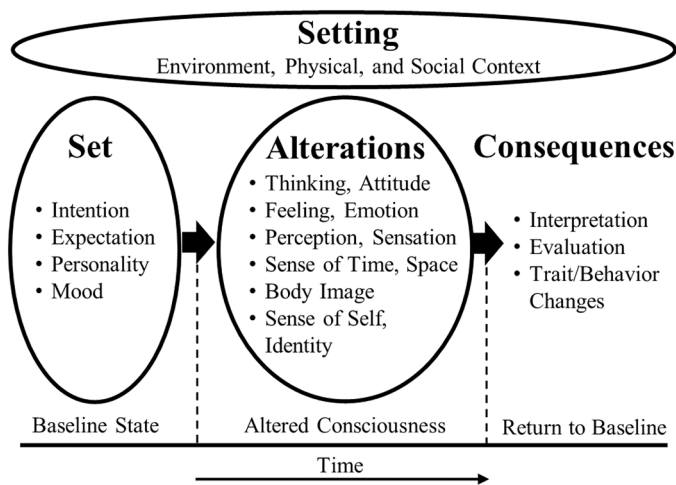 Setting
Environment, Physical, and Social Context
Set
• Intention
• Expectation
• Personality
• Mood
Alterations
• Thinking, Attitude
• Feeling, Emotion
• Perception, Sensation
• Sense of Time, Space
• Body Image
• Sense of Self,
Identity
Consequences
• Interpretation
• Evaluation
• Trait/Behavior
Changes
Baseline State
Altered Consciousness
Return to Baseline
Time